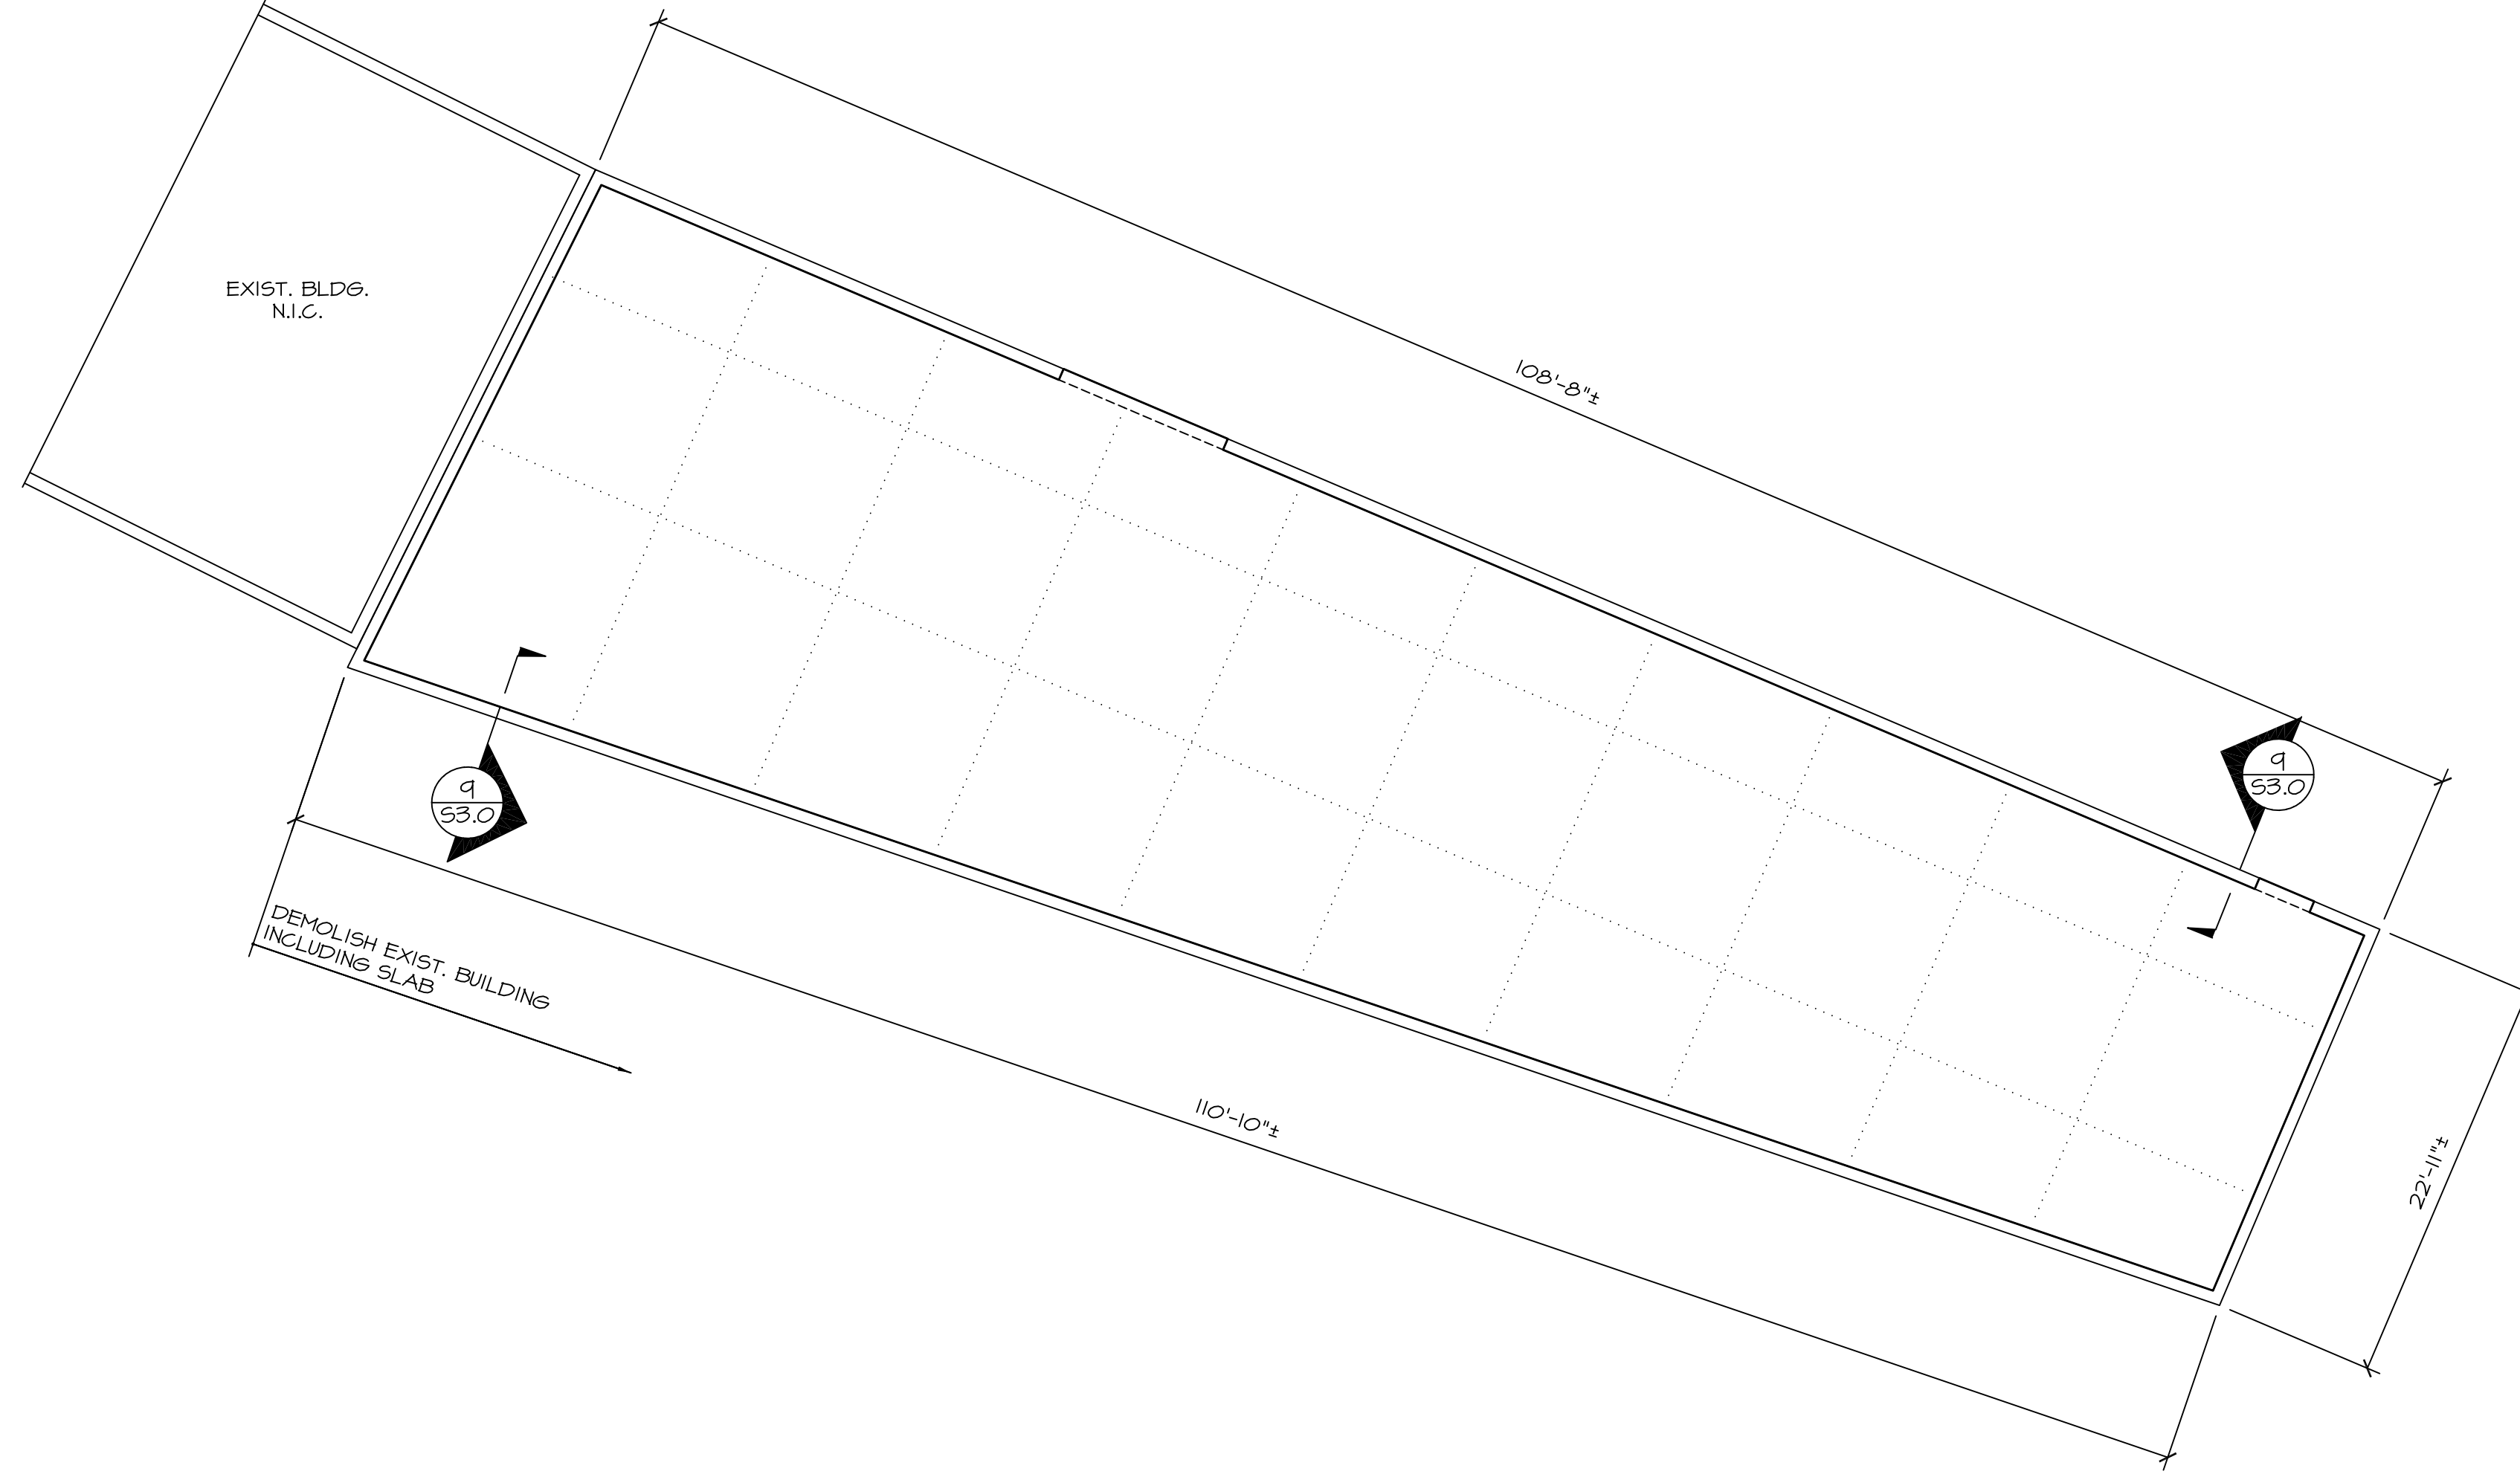 EXIST. BLDG.
N.I.C.
108'-8"±
9
S3.0
9
S3.0
DEMOLISH EXIST. BUILDING
INCLUDING SLAB
110'-10"±
22'-11"±